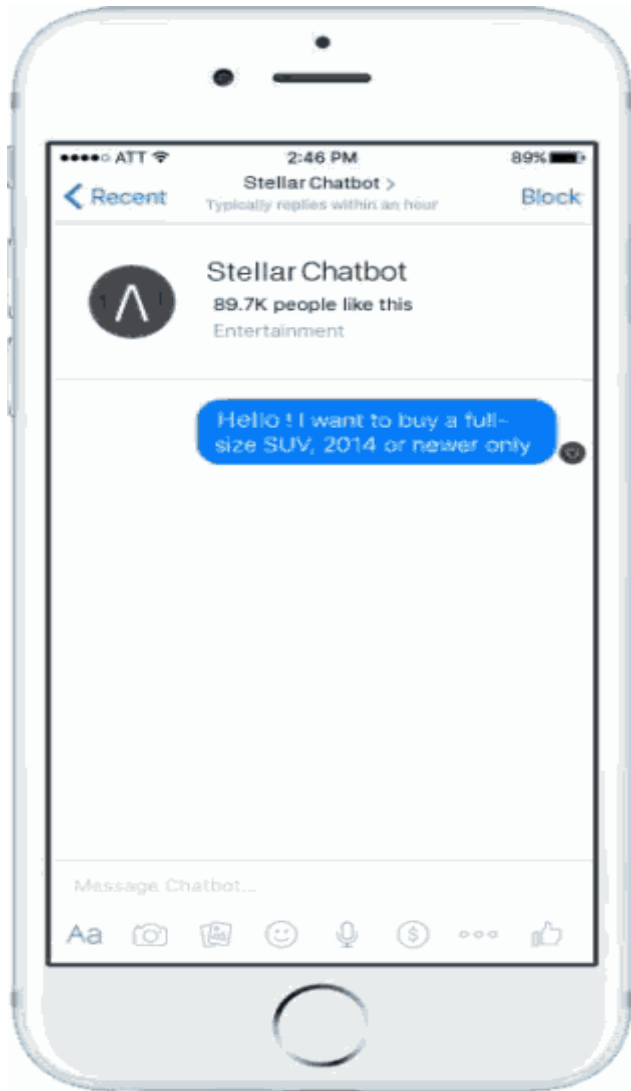 ATT 2:46 PM 89%
Recent Stellar Chatbot > Block
Typically replies within an hour
Stellar Chatbot
89.7K people like this
Entertainment
Hello ! I want to buy a full-
size SUV, 2014 or newer only
Message Chatbot...
Aa